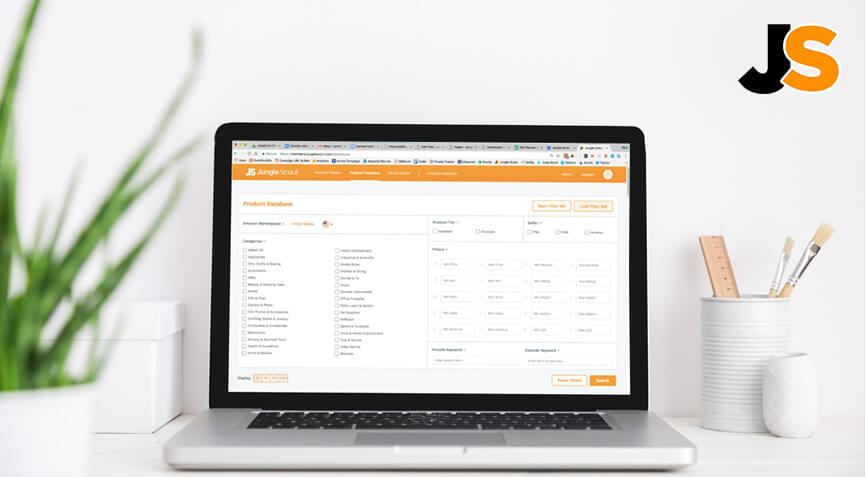 JS
JS Jungle Scout
Product Tracker Product Database
Support
Product Database
Save Filter Set Load Filter Set
Amazon Marketplace United States
Product Tier
Standard Oversize
Seller
FBA FBM Amazon
Categories
Select All
Appliances
Arts, Crafts & Sewing
Automotive
Baby
Beauty & Personal Care
Books
Camera & Photo
Cell Phones & Accessories
Clothing, Shoes & Jewelry
Computers & Accessories
Electronics
Grocery & Gourmet Food
Health & Household
Home & Kitchen
Home Improvement
Industrial & Scientific
Kindle Store
Kitchen & Dining
Movies & TV
Music
Musical Instruments
Office Products
Patio, Lawn & Garden
Pet Supplies
Software
Sports & Outdoors
Tools & Home Improvement
Toys & Games
Video Games
Watches
Filters
Min Price Max Price
Min Net Max Net
Min Rank Max Rank
Min Sales Max Sales
Min Revenue Max Revenue
Min Reviews Max Reviews
Min Rating Max Rating
Min Weight Max Weight
Min Sellers Max Sellers
Min LQS Max LQS
Include Keyword Exclude Keyword
Display
Reset Filters Search